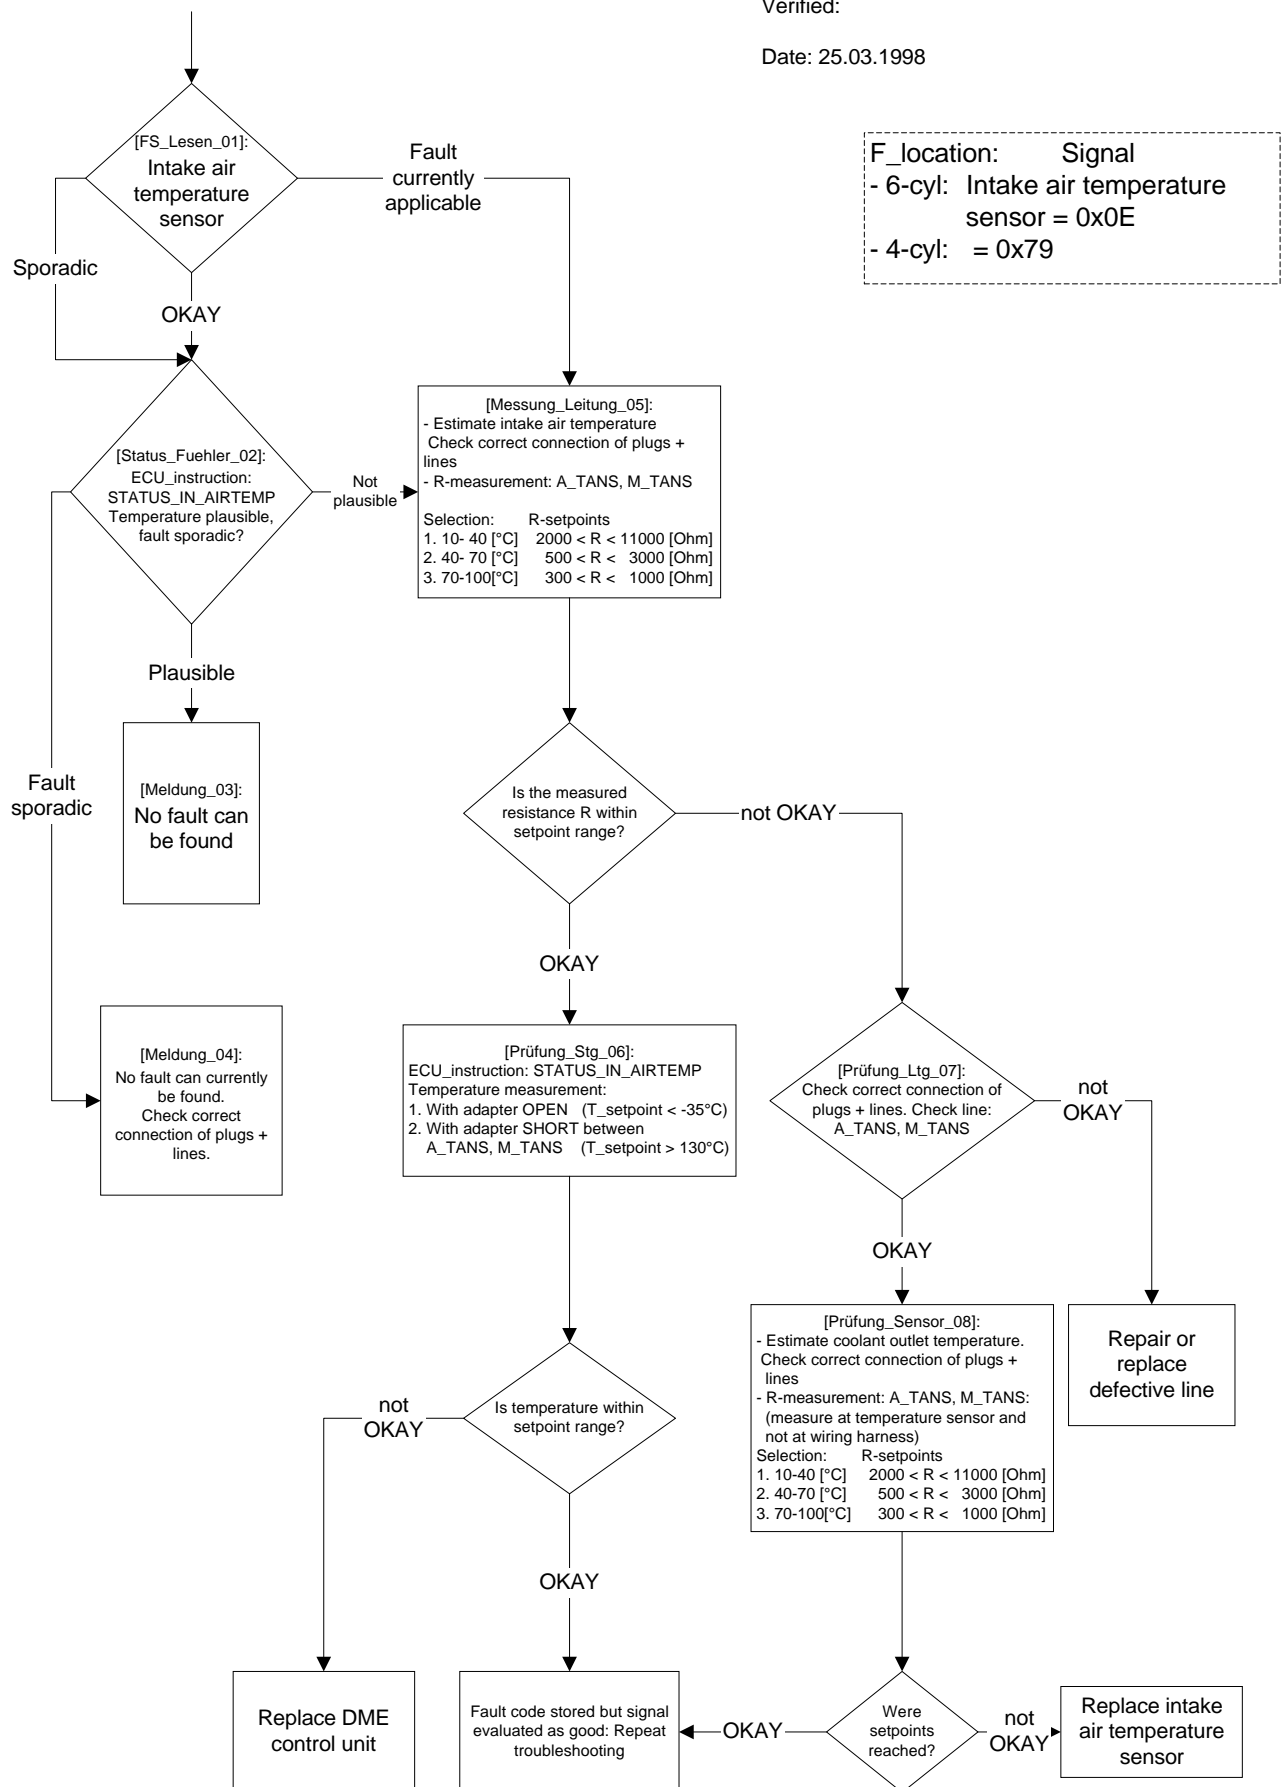 Verified:
Date: 25.03.1998
F_location: Signal
- 6-cyl: Intake air temperature
sensor = 0x0E
- 4-cyl: = 0x79
[FS_Lesen_01]:
Intake air
temperature
sensor
Fault
currently
applicable
Sporadic
OKAY
[Status_Fuehler_02]:
ECU_instruction:
STATUS_IN_AIRTEMP
Temperature plausible,
fault sporadic?
Not
plausible
[Messung_Leitung_05]:
- Estimate intake air temperature
Check correct connection of plugs +
lines
- R-measurement: A_TANS, M_TANS
Selection: R-setpoints
1. 10- 40 [°C] 2000 < R < 11000 [Ohm]
2. 40- 70 [°C] 500 < R < 3000 [Ohm]
3. 70-100[°C] 300 < R < 1000 [Ohm]
Plausible
Fault
sporadic
[Meldung_03]:
No fault can
be found
Is the measured
resistance R within
setpoint range?
not OKAY
OKAY
[Meldung_04]:
No fault can currently
be found.
Check correct
connection of plugs +
lines.
[Prüfung_Stg_06]:
ECU_instruction: STATUS_IN_AIRTEMP
Temperature measurement:
1. With adapter OPEN (T_setpoint < -35°C)
2. With adapter SHORT between
A_TANS, M_TANS (T_setpoint > 130°C)
[Prüfung_Ltg_07]:
Check correct connection of
plugs + lines. Check line:
A_TANS, M_TANS
not
OKAY
OKAY
[Prüfung_Sensor_08]:
- Estimate coolant outlet temperature.
Check correct connection of plugs +
lines
- R-measurement: A_TANS, M_TANS:
(measure at temperature sensor and
not at wiring harness)
Selection: R-setpoints
1. 10-40 [°C] 2000 < R < 11000 [Ohm]
2. 40-70 [°C] 500 < R < 3000 [Ohm]
3. 70-100[°C] 300 < R < 1000 [Ohm]
Repair or
replace
defective line
Is temperature within
setpoint range?
not
OKAY
OKAY
Replace DME
control unit
Fault code stored but signal
evaluated as good: Repeat
troubleshooting
OKAY
Were
setpoints
reached?
not
OKAY
Replace intake
air temperature
sensor